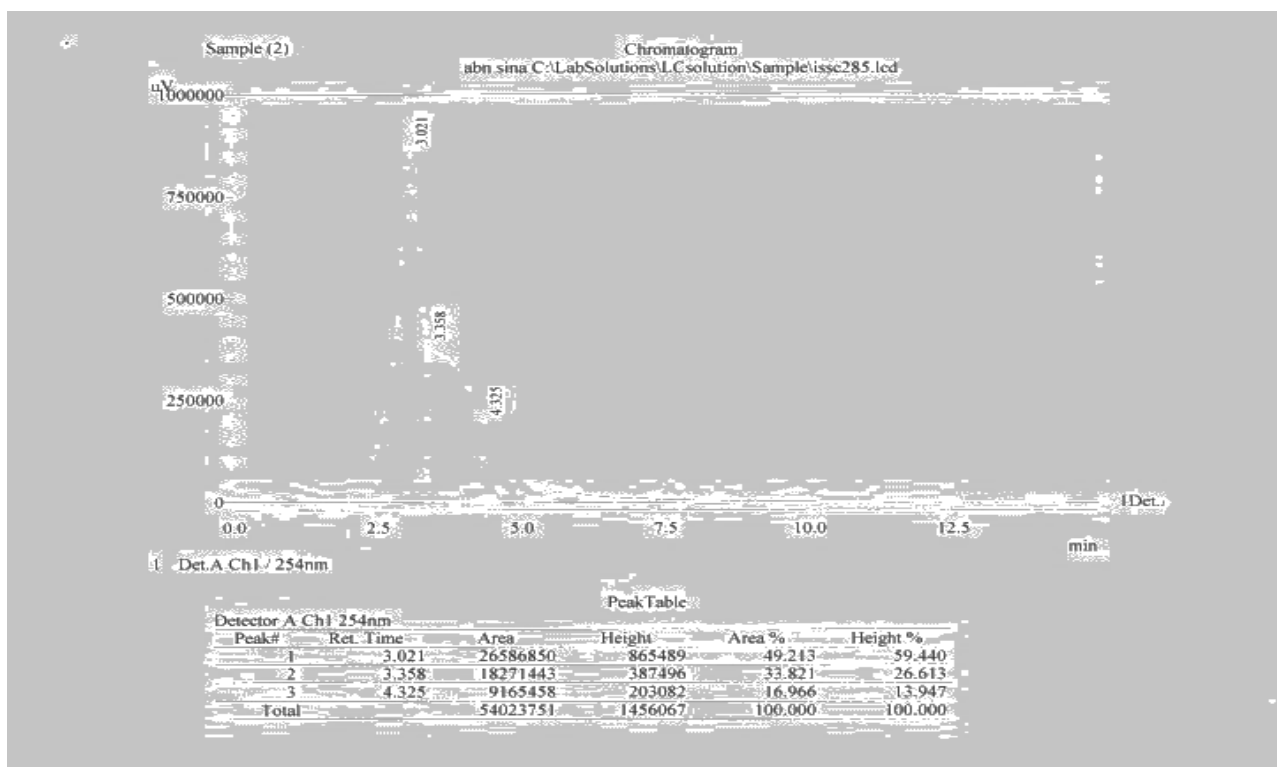 Sample (2)
Chromatogram
abn sina C:\LabSolutions\LCsolution\Sample\issc285.lcd
uV
1000000
3.021
750000
500000
3.358
250000
4.325
0
0.0 2.5 5.0 7.5 10.0 12.5
min
1 Det.A Ch1 / 254nm
PeakTable
Detector A Ch1 254nm
Peak# Ret. Time Area Height Area % Height %
1 3.021 26586850 865489 49.213 59.440
2 3.358 18271443 387496 33.821 26.613
3 4.325 9165458 203082 16.966 13.947
Total 54023751 1456067 100.000 100.000